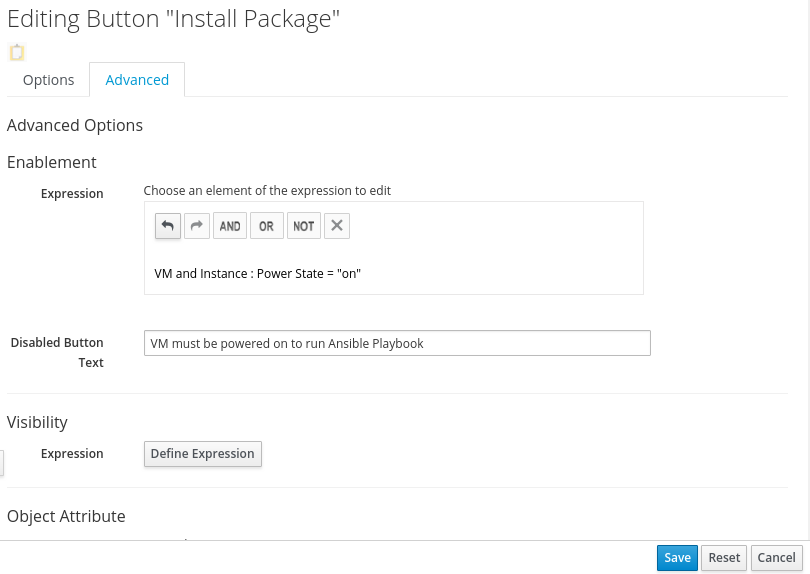 Editing Button "Install Package"
Options Advanced
Advanced Options
Enablement
Expression Choose an element of the expression to edit
AND OR NOT
VM and Instance : Power State = "on"
Disabled Button Text VM must be powered on to run Ansible Playbook
Visibility
Expression Define Expression
Object Attribute
Save Reset Cancel